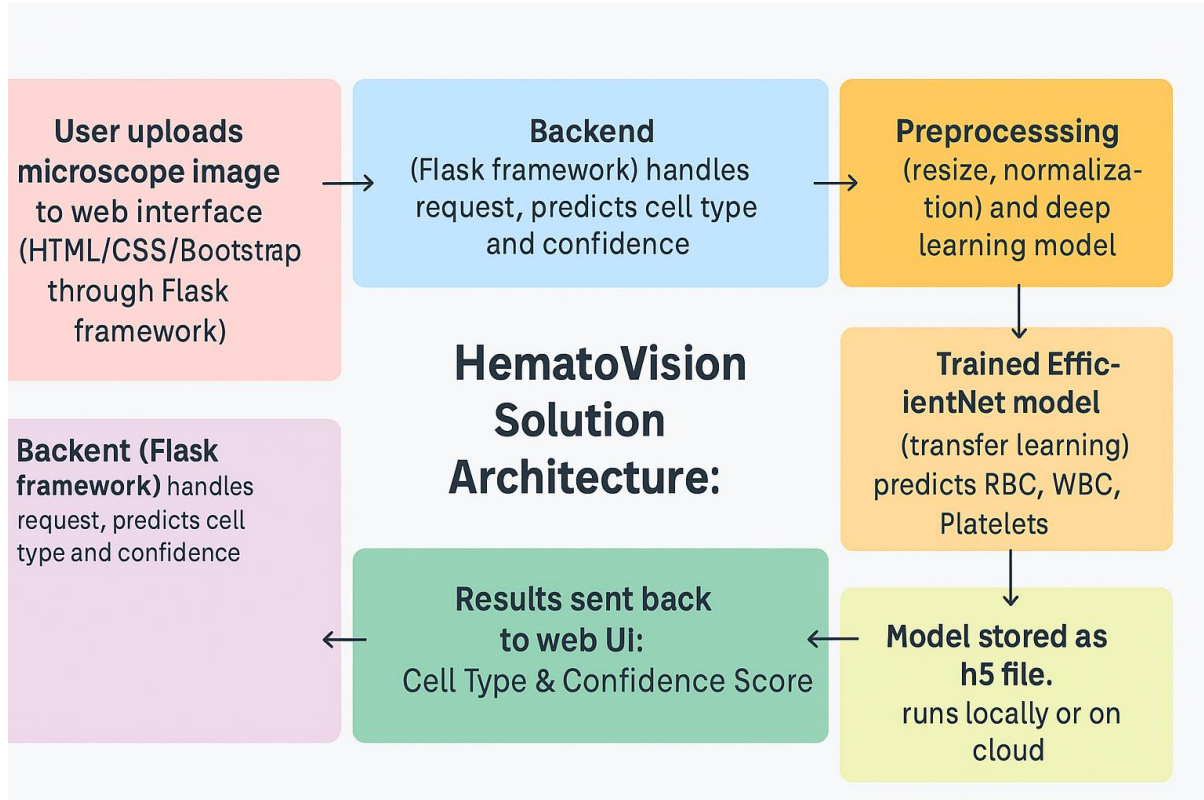 User uploads
microscope image
to web interface
(HTML/CSS/Bootstrap
through Flask
framework)
Backend
(Flask framework) handles
request, predicts cell type
and confidence
Preprocesssing
(resize, normaliza-
tion) and deep
learning model
HematoVision
Solution
Architecture:
Trained Effic-
ientNet model
(transfer learning)
predicts RBC, WBC,
Platelets
Backent (Flask
framework) handles
request, predicts cell
type and confidence
Results sent back
to web Ui:
Cell Type & Confidence Score
Model stored as
h5 file.
runs locally or on
cloud